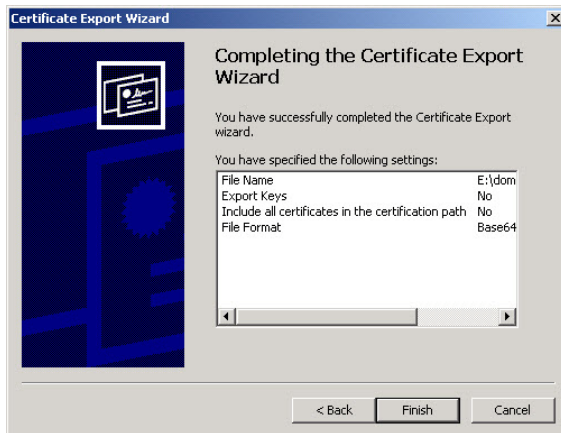 Certificate Export Wizard
Completing the Certificate Export
Wizard
You have successfully completed the Certificate Export
wizard.
You have specified the following settings:
File Name E:\dom
Export Keys No
Include all certificates in the certification path No
File Format Base64
< Back Finish Cancel